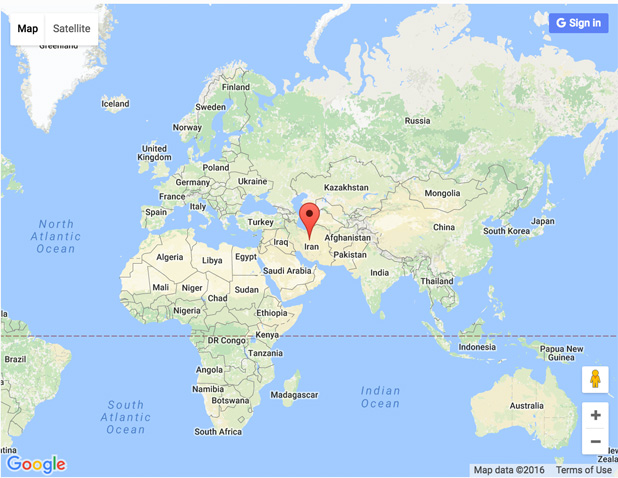 Map
Satellite
G Sign in
Greenland
Iceland
Finland
Sweden
Norway
Russia
United
Kingdom
Poland
Germany
Ukraine
France
Kazakhstan
Mongolia
Italy
Spain
Turkey
Japan
China
South Korea
North
Atlantic
Ocean
Iraq
Iran
Afghanistan
Pakistan
Algeria
Libya
Egypt
Saudi Arabia
India
Mali
Niger
Chad
Sudan
Thailand
Nigeria
Ethiopia
Kenya
DR Congo
Indonesia
Papua New
Guinea
Tanzania
Brazil
Angola
Namibia
Botswana
Madagascar
Indian
Ocean
South
Atlantic
Ocean
Australia
South Africa
Google
Map data ©2016
Terms of Use